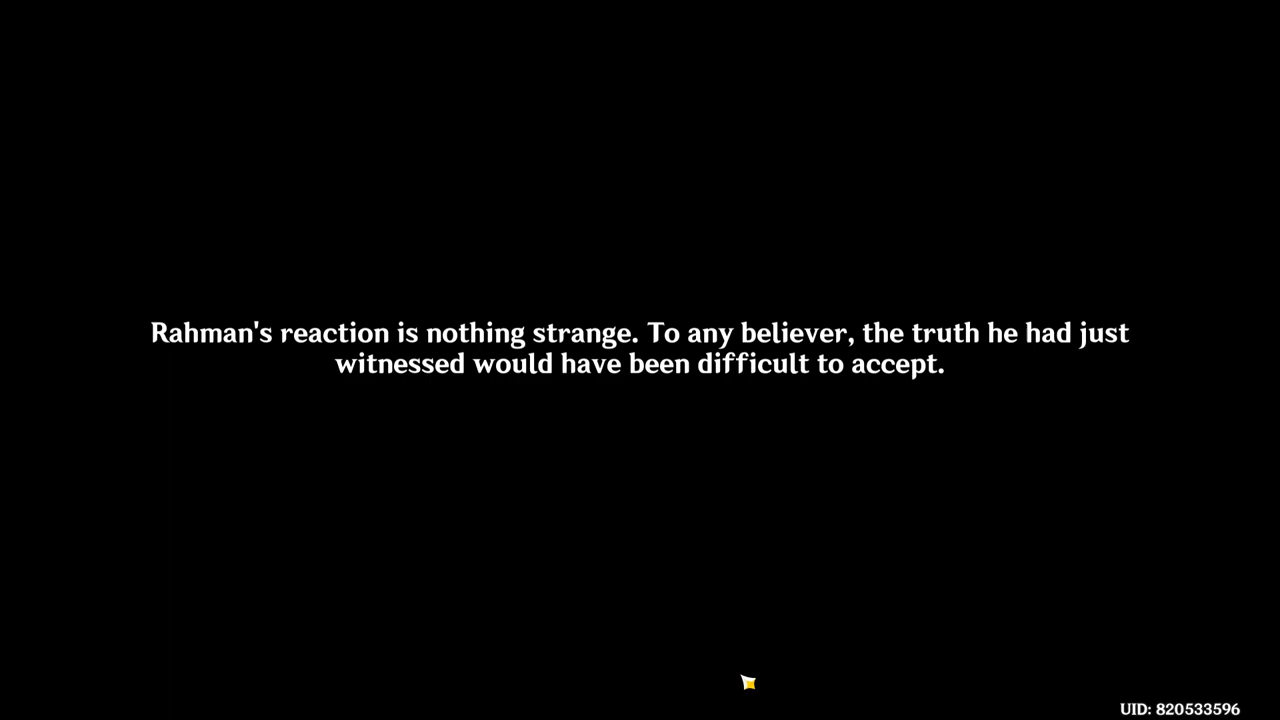 Rahman's reaction is nothing strange. To any believer, the truth he had just
witnessed would have been difficult to accept.
UID: 820533596